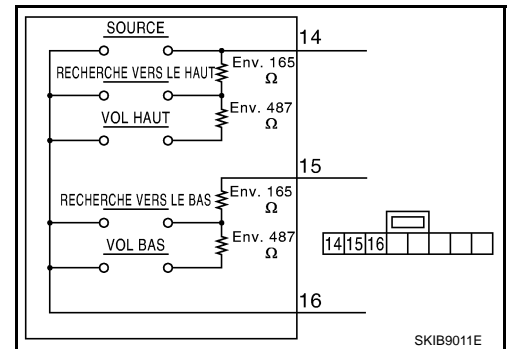 SOURCE
14
Env. 165
Ω
RECHERCHE VERS LE HAUT
Env. 487
Ω
VOL HAUT
15
Env. 165
Ω
RECHERCHE VERS LE BAS
Env. 487
Ω
VOL BAS
14 15 16
16
SKIB9011E